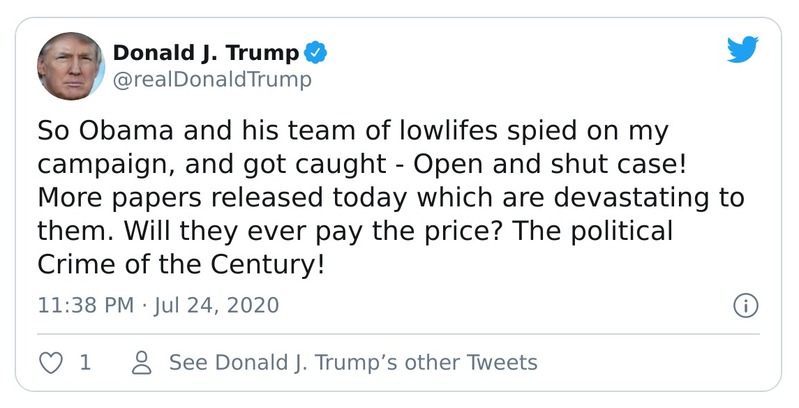 Donald J. Trump
@realDonaldTrump
So Obama and his team of lowlifes spied on my
campaign, and got caught - Open and shut case!
More papers released today which are devastating to
them. Will they ever pay the price? The political
Crime of the Century!
11:38 PM · Jul 24, 2020
1 See Donald J. Trump’s other Tweets